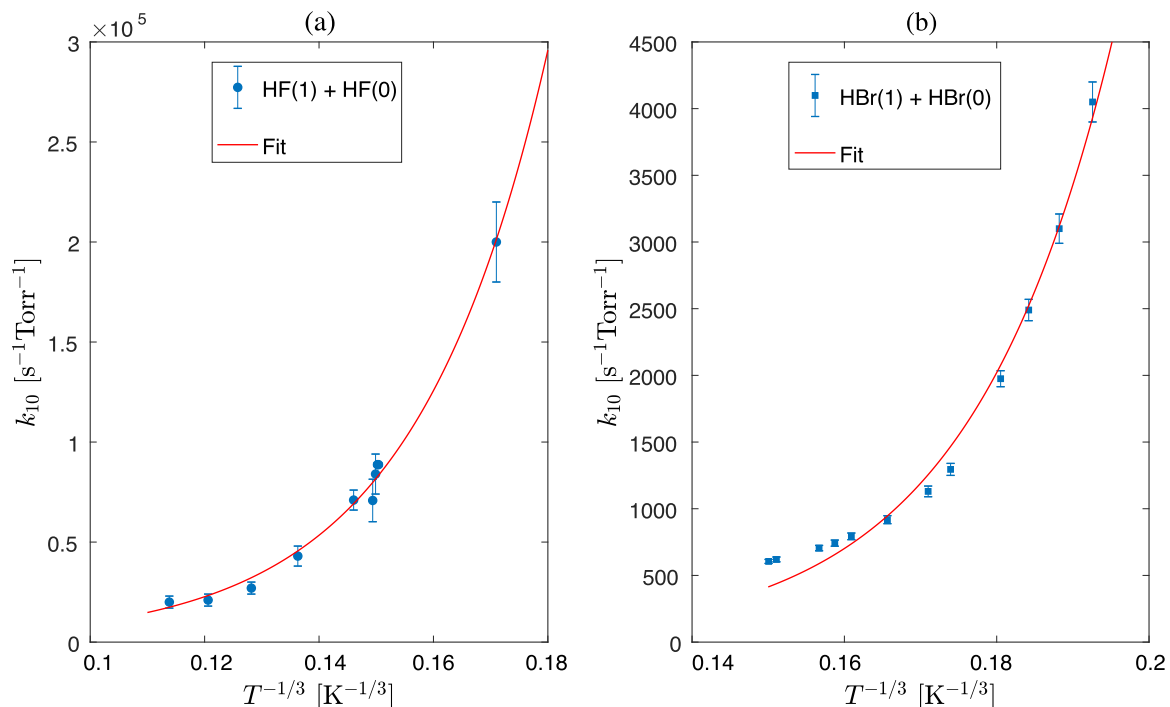 (a)
×10⁵
3
2.5
2
1.5
1
0.5
0
0.1
0.12
0.14
0.16
0.18
k₁₀ [s⁻¹Torr⁻¹]
T⁻¹/³ [K⁻¹/³]
HF(1) + HF(0)
Fit
(b)
4500
4000
3500
3000
2500
2000
1500
1000
500
0
0.14
0.16
0.18
0.2
k₁₀ [s⁻¹Torr⁻¹]
T⁻¹/³ [K⁻¹/³]
HBr(1) + HBr(0)
Fit